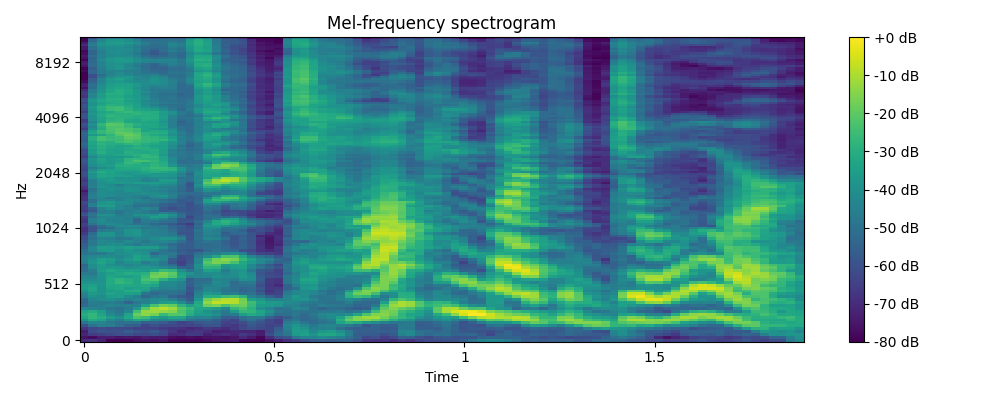 Mel-frequency spectrogram
8192
4096
2048
1024
512
0
Hz
0
0.5
1
1.5
Time
+0 dB
-10 dB
-20 dB
-30 dB
-40 dB
-50 dB
-60 dB
-70 dB
-80 dB